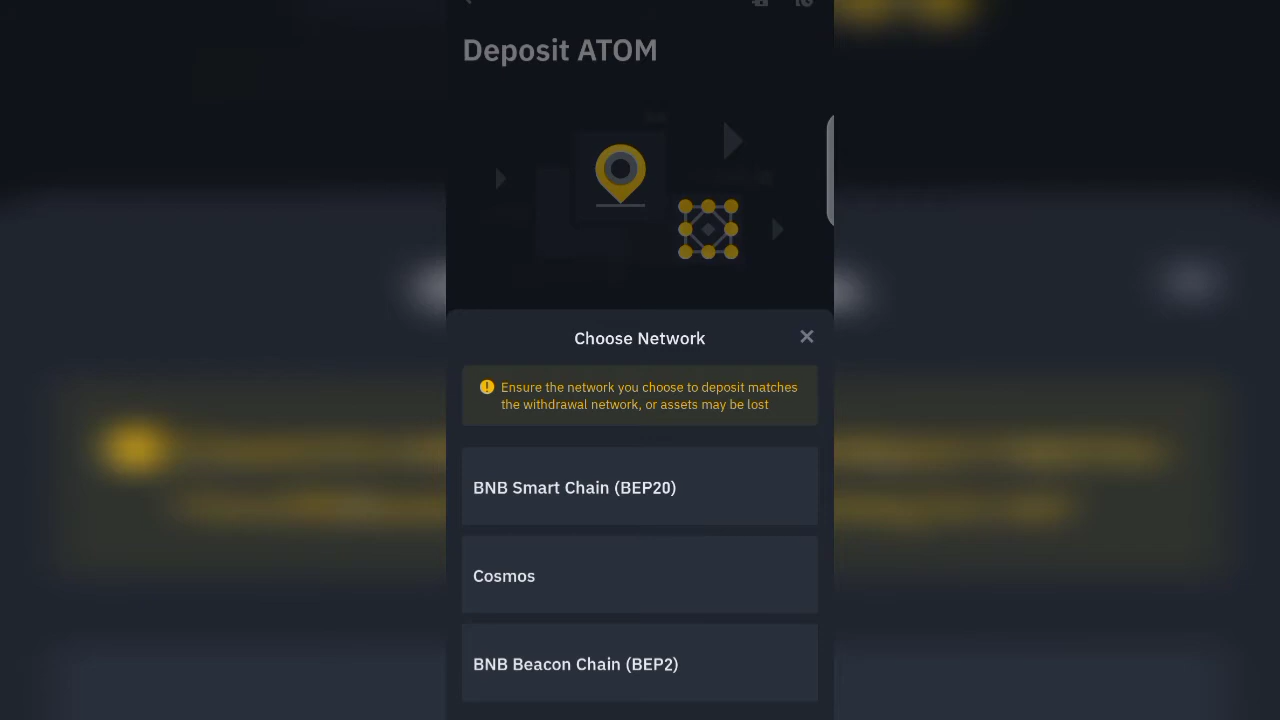 Deposit ATOM
Choose Network
Ensure the network you choose to deposit matches
the withdrawal network, or assets may be lost
BNB Smart Chain (BEP20)
Cosmos
BNB Beacon Chain (BEP2)